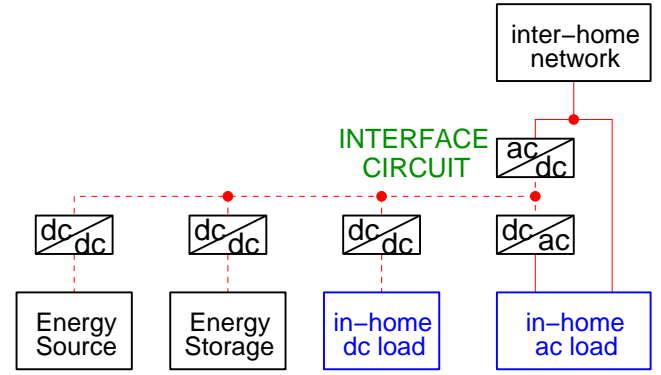 inter−home
network
INTERFACE
CIRCUIT
ac
dc
dc
dc
dc
dc
dc
dc
dc
ac
Energy
Source
Energy
Storage
in−home
dc load
in−home
ac load